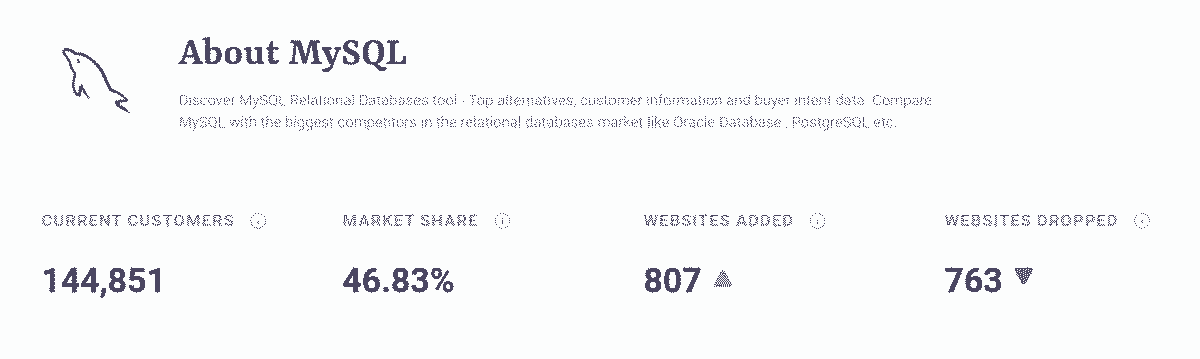 About MySQL
Discover MySQL Relational Databases tool - Top alternatives, customer information and buyer intent data. Compare
MySQL with the biggest competitors in the relational databases market like Oracle Database , PostgreSQL etc.
CURRENT CUSTOMERS
MARKET SHARE
WEBSITES ADDED
WEBSITES DROPPED
144,851
46.83%
807 ▲
763 ▼